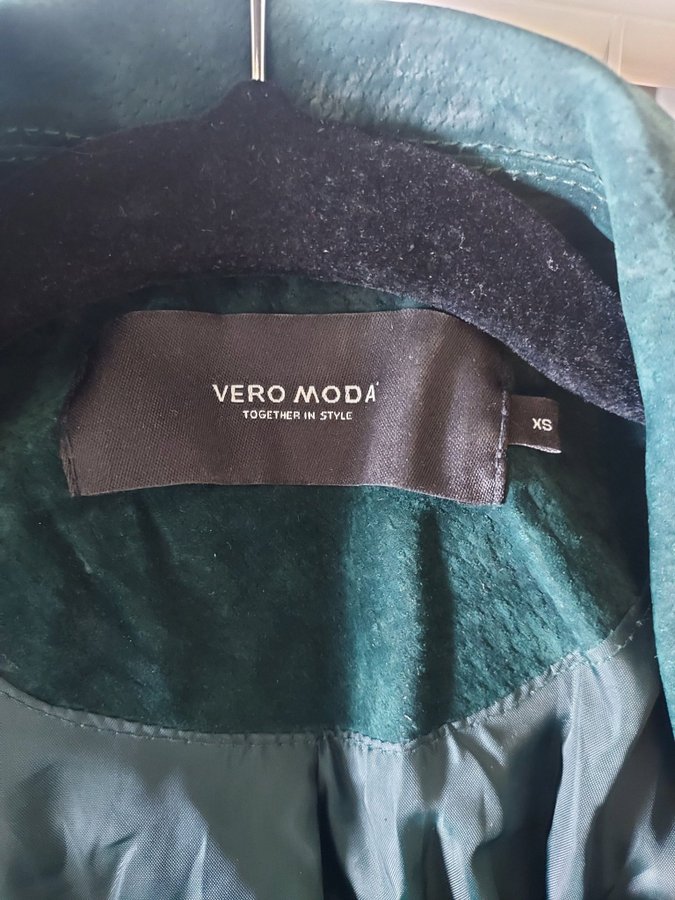 VERO MODA
TOGETHER IN STYLE
XS